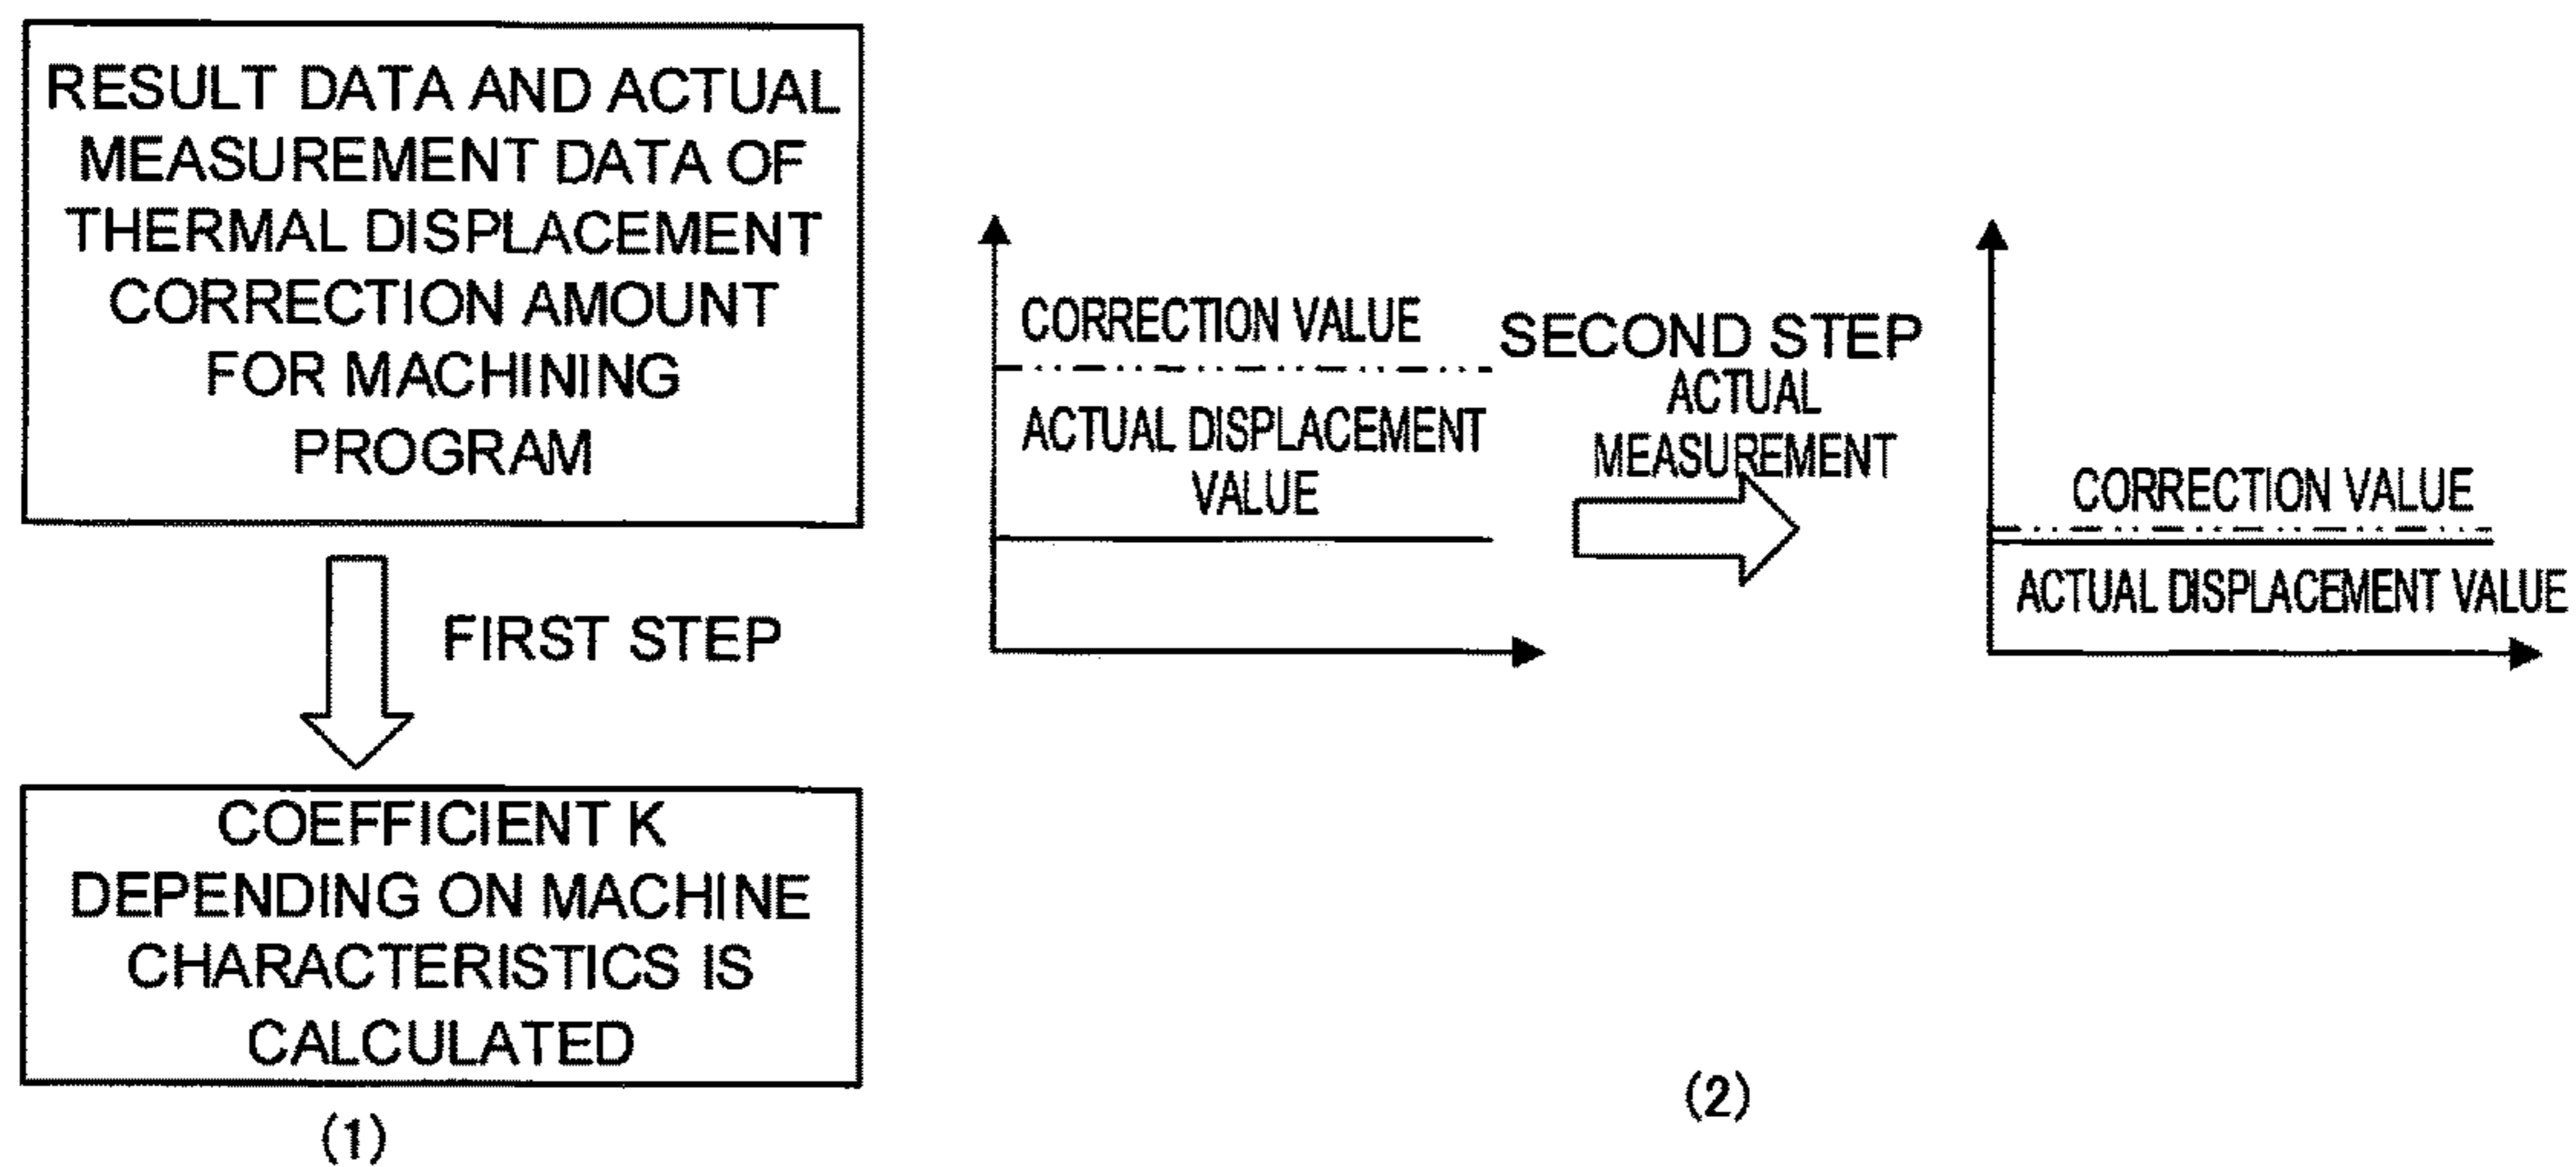 RESULT DATA AND ACTUAL
MEASUREMENT DATA OF
THERMAL DISPLACEMENT
CORRECTION AMOUNT
FOR MACHINING
PROGRAM
FIRST STEP
COEFFICIENT K
DEPENDING ON MACHINE
CHARACTERISTICS IS
CALCULATED
(1)
CORRECTION VALUE
ACTUAL DISPLACEMENT
VALUE
SECOND STEP
ACTUAL
MEASUREMENT
CORRECTION VALUE
ACTUAL DISPLACEMENT VALUE
(2)